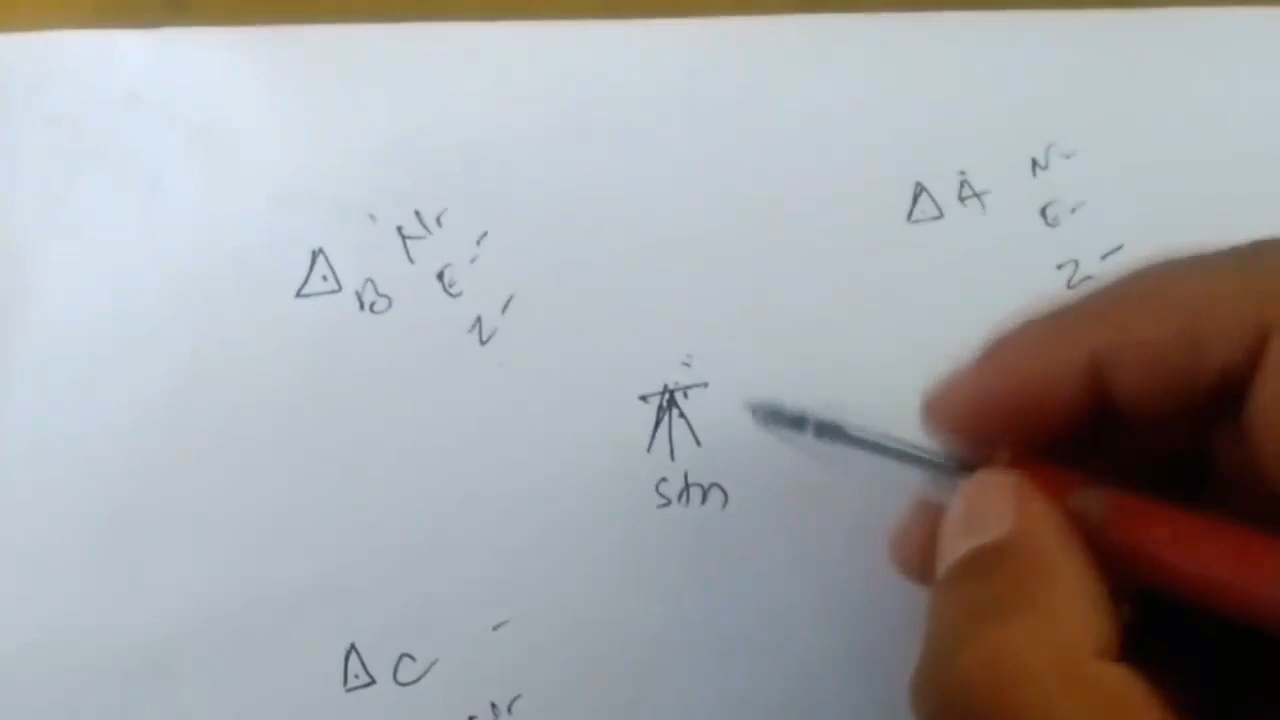 Δ A
N-
E-
Z-
Δ B
N-
E-
Z-
Stn
Δ C
N-